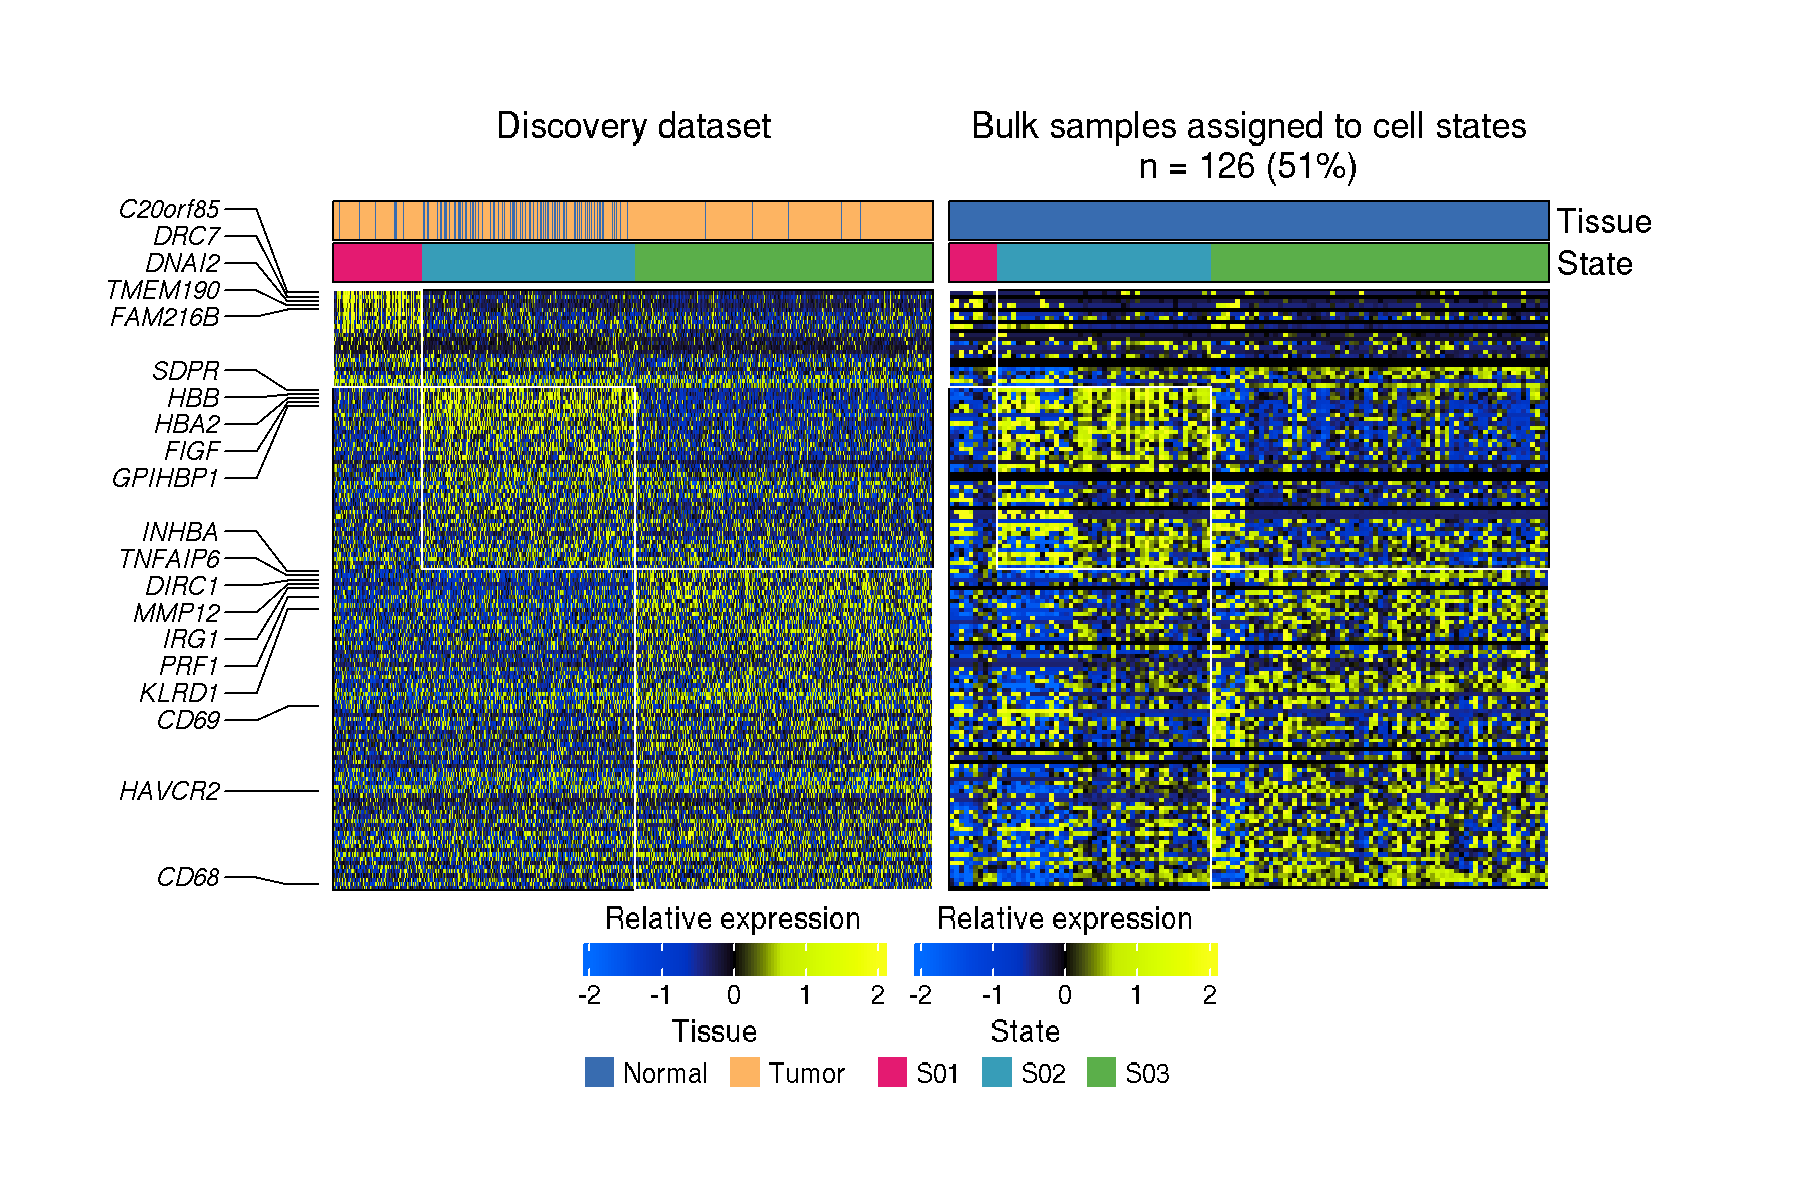 Discovery dataset
Bulk samples assigned to cell states
n = 126 (51%)
Tissue
State
C20orf85
DRC7
DNAI2
TMEM190
FAM216B
SDPR
HBB
HBA2
FIGF
GPIHBP1
INHBA
TNFAIP6
DIRC1
MMP12
IRG1
PRF1
KLRD1
CD69
HAVCR2
CD68
Relative expression
-2 -1 0 1 2
Relative expression
-2 -1 0 1 2
Tissue
Normal Tumor
State
S01 S02 S03